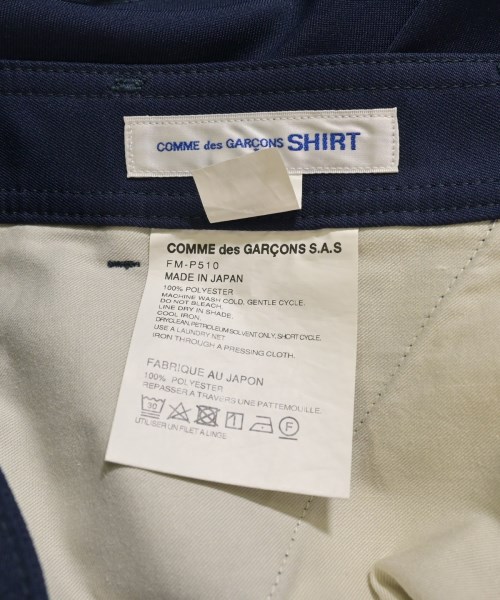 COMME des GARÇONS SHIRT
COMME des GARÇONS S.A.S
FM-P510
MADE IN JAPAN
100% POLYESTER
MACHINE WASH COLD, GENTLE CYCLE.
DO NOT BLEACH.
LINE DRY IN SHADE.
COOL IRON.
DRYCLEAN, PETROLEUM SOLVENT ONLY, SHORT CYCLE.
USE A LAUNDRY NET.
IRON THROUGH A PRESSING CLOTH.
FABRIQUE AU JAPON
100% POLYESTER
REPASSER A TRAVERS UNE PATTEMOUILLE.
30 F
UTILISER UN FILET A LINGE